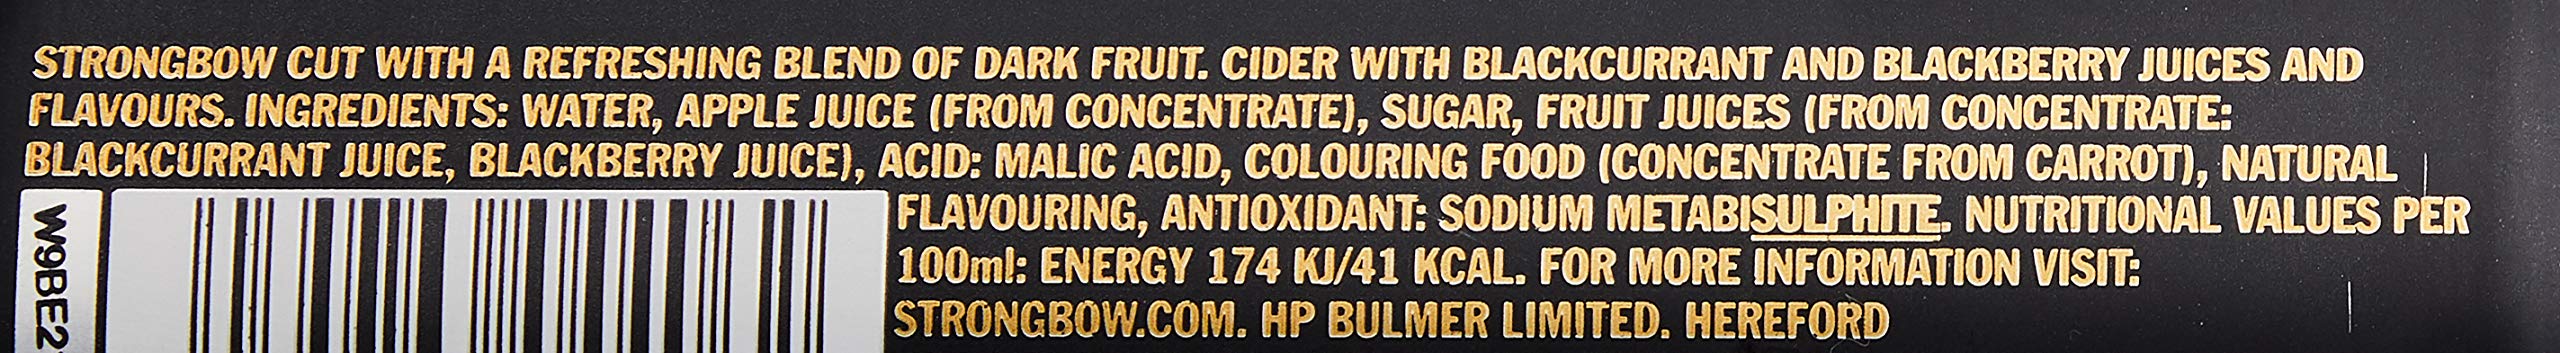 STRONGBOW CUT WITH A REFRESHING BLEND OF DARK FRUIT. CIDER WITH BLACKCURRANT AND BLACKBERRY JUICES AND
FLAVOURS. INGREDIENTS: WATER, APPLE JUICE (FROM CONCENTRATE), SUGAR, FRUIT JUICES (FROM CONCENTRATE:
BLACKCURRANT JUICE, BLACKBERRY JUICE), ACID: MALIC ACID, COLOURING FOOD (CONCENTRATE FROM CARROT), NATURAL
FLAVOURING, ANTIOXIDANT: SODIUM METABISULPHITE. NUTRITIONAL VALUES PER
100ml: ENERGY 174 KJ/41 KCAL. FOR MORE INFORMATION VISIT:
STRONGBOW.COM. HP BULMER LIMITED. HEREFORD